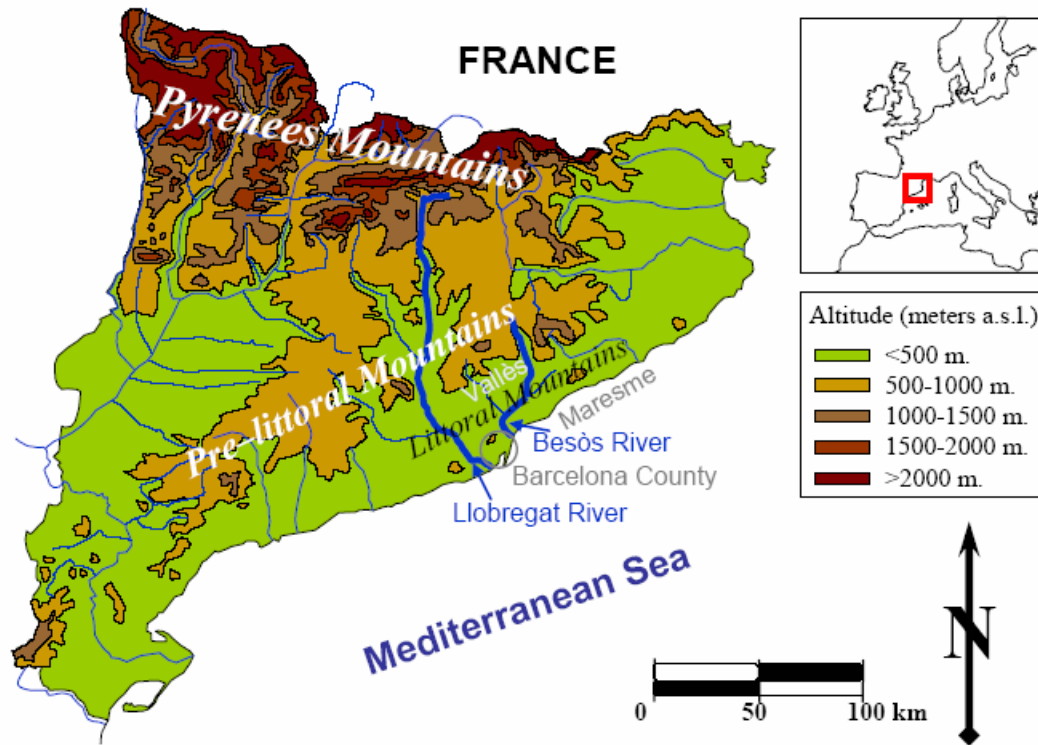 FRANCE
Pyrenees Mountains
Pre-littoral Mountains
Vallès
Littoral Mountains
Maresme
Besòs River
Barcelona County
Llobregat River
Mediterranean Sea
Altitude (meters a.s.l.)
<500 m.
500-1000 m.
1000-1500 m.
1500-2000 m.
>2000 m.
N
0 50 100 km